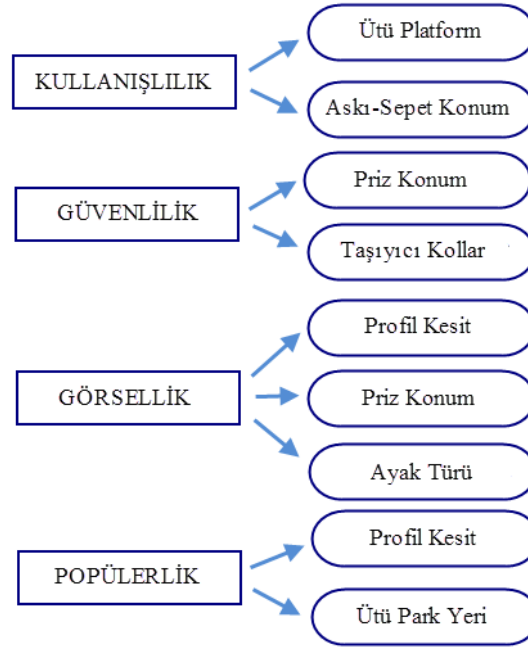 KULLANIŞLILIK
Ütü Platform
Askı-Sepet Konum
GÜVENLİLİK
Priz Konum
Taşıyıcı Kollar
GÖRSELLİK
Profil Kesit
Priz Konum
Ayak Türü
POPÜLERLİK
Profil Kesit
Ütü Park Yeri